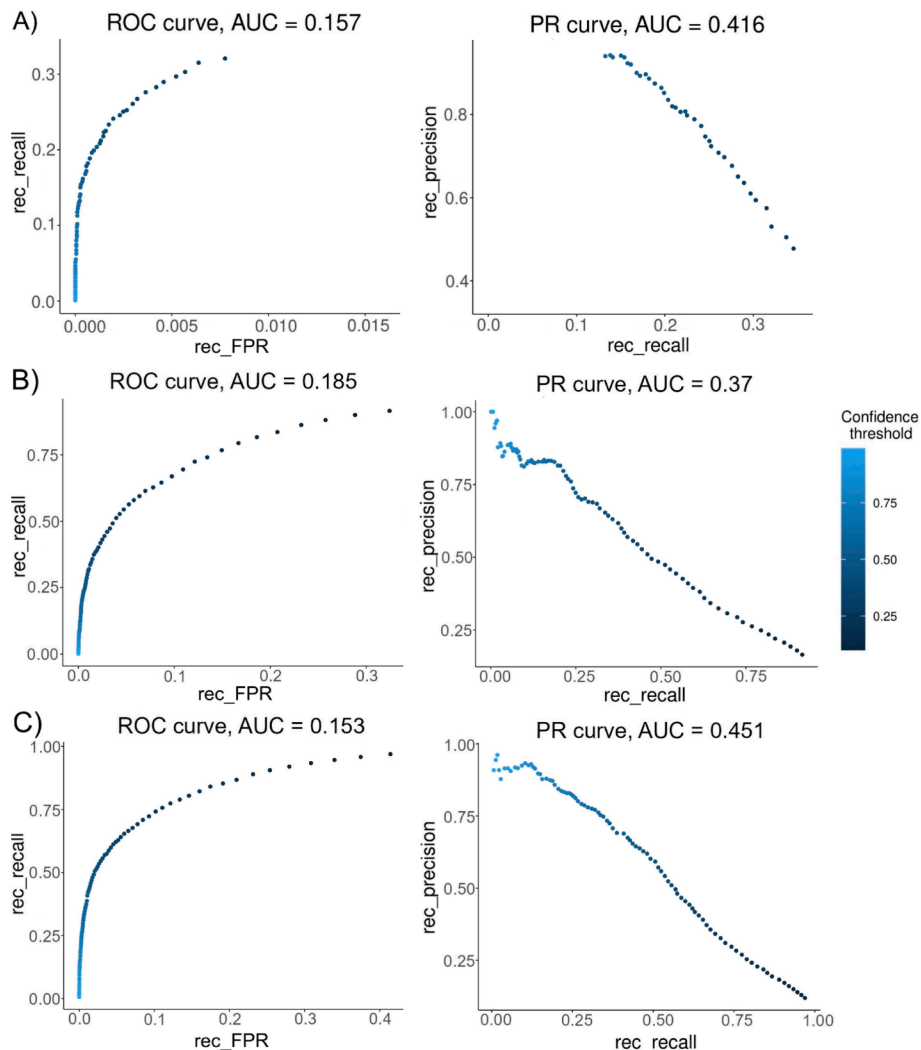 A)
ROC curve, AUC = 0.157
rec_recall
0.3
0.2
0.1
0.0
0.000
0.005
0.010
0.015
rec_FPR
PR curve, AUC = 0.416
rec_precision
0.8
0.6
0.4
0.0
0.1
0.2
0.3
rec_recall
B)
ROC curve, AUC = 0.185
rec_recall
0.75
0.50
0.25
0.00
0.0
0.1
0.2
0.3
rec_FPR
PR curve, AUC = 0.37
rec_precision
1.00
0.75
0.50
0.25
0.00
0.25
0.50
0.75
rec_recall
Confidence
threshold
0.75
0.50
0.25
C)
ROC curve, AUC = 0.153
rec_recall
1.00
0.75
0.50
0.25
0.00
0.0
0.1
0.2
0.3
0.4
rec_FPR
PR curve, AUC = 0.451
rec_precision
1.00
0.75
0.50
0.25
0.00
0.25
0.50
0.75
1.00
rec_recall